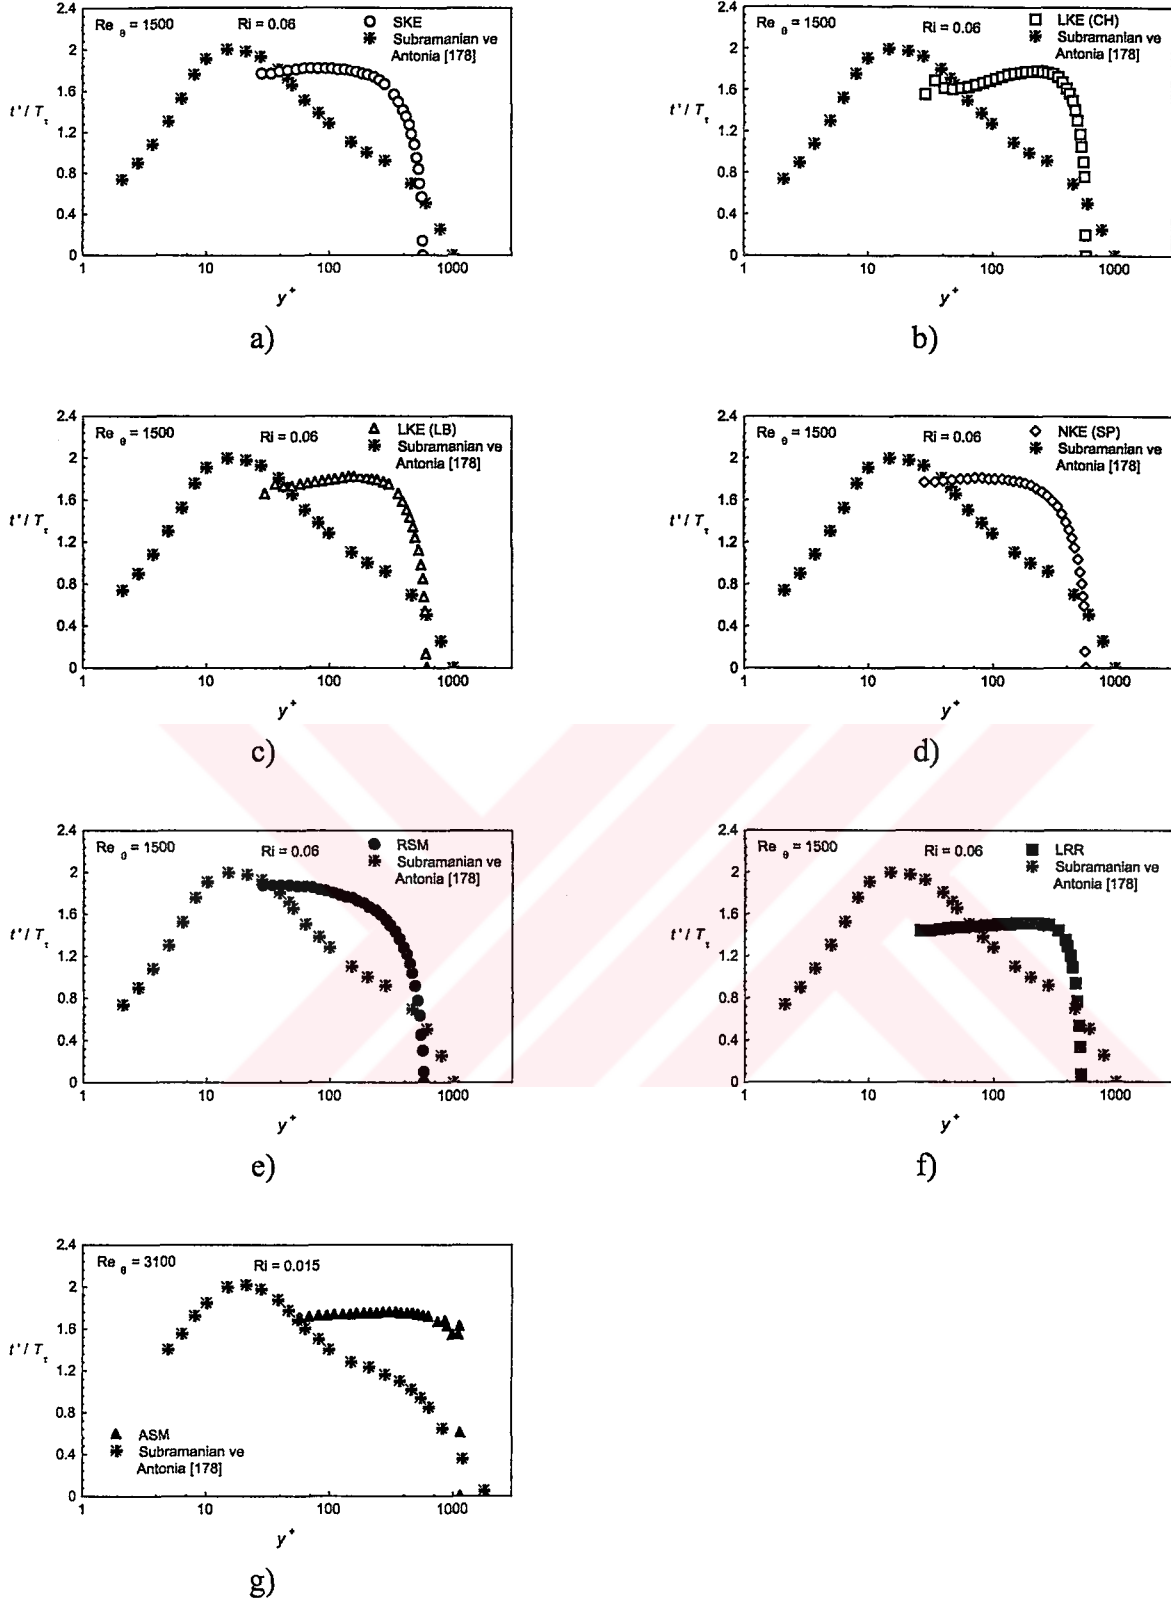 Re θ = 1500 Ri = 0.06 SKE
Subramanian ve
Antonia [178]
2.4
2
1.6
1.2
0.8
0.4
0
t'/Tτ
1 10 100 1000
y+
a)
Re θ = 1500 Ri = 0.06 LKE (CH)
Subramanian ve
Antonia [178]
2.4
2
1.6
1.2
0.8
0.4
0
t'/Tτ
1 10 100 1000
y+
b)
Re θ = 1500 Ri = 0.06 LKE (LB)
Subramanian ve
Antonia [178]
2.4
2
1.6
1.2
0.8
0.4
0
t'/Tτ
1 10 100 1000
y+
c)
Re θ = 1500 Ri = 0.06 NKE (SP)
Subramanian ve
Antonia [178]
2.4
2
1.6
1.2
0.8
0.4
0
t'/Tτ
1 10 100 1000
y+
d)
Re θ = 1500 Ri = 0.06 RSM
Subramanian ve
Antonia [178]
2.4
2
1.6
1.2
0.8
0.4
0
t'/Tτ
1 10 100 1000
y+
e)
Re θ = 1500 Ri = 0.06 LRR
Subramanian ve
Antonia [178]
2.4
2
1.6
1.2
0.8
0.4
0
t'/Tτ
1 10 100 1000
y+
f)
Re θ = 3100 Ri = 0.015
2.4
2
1.6
1.2
0.8
0.4
0
t'/Tτ
ASM
Subramanian ve
Antonia [178]
1 10 100 1000
y+
g)